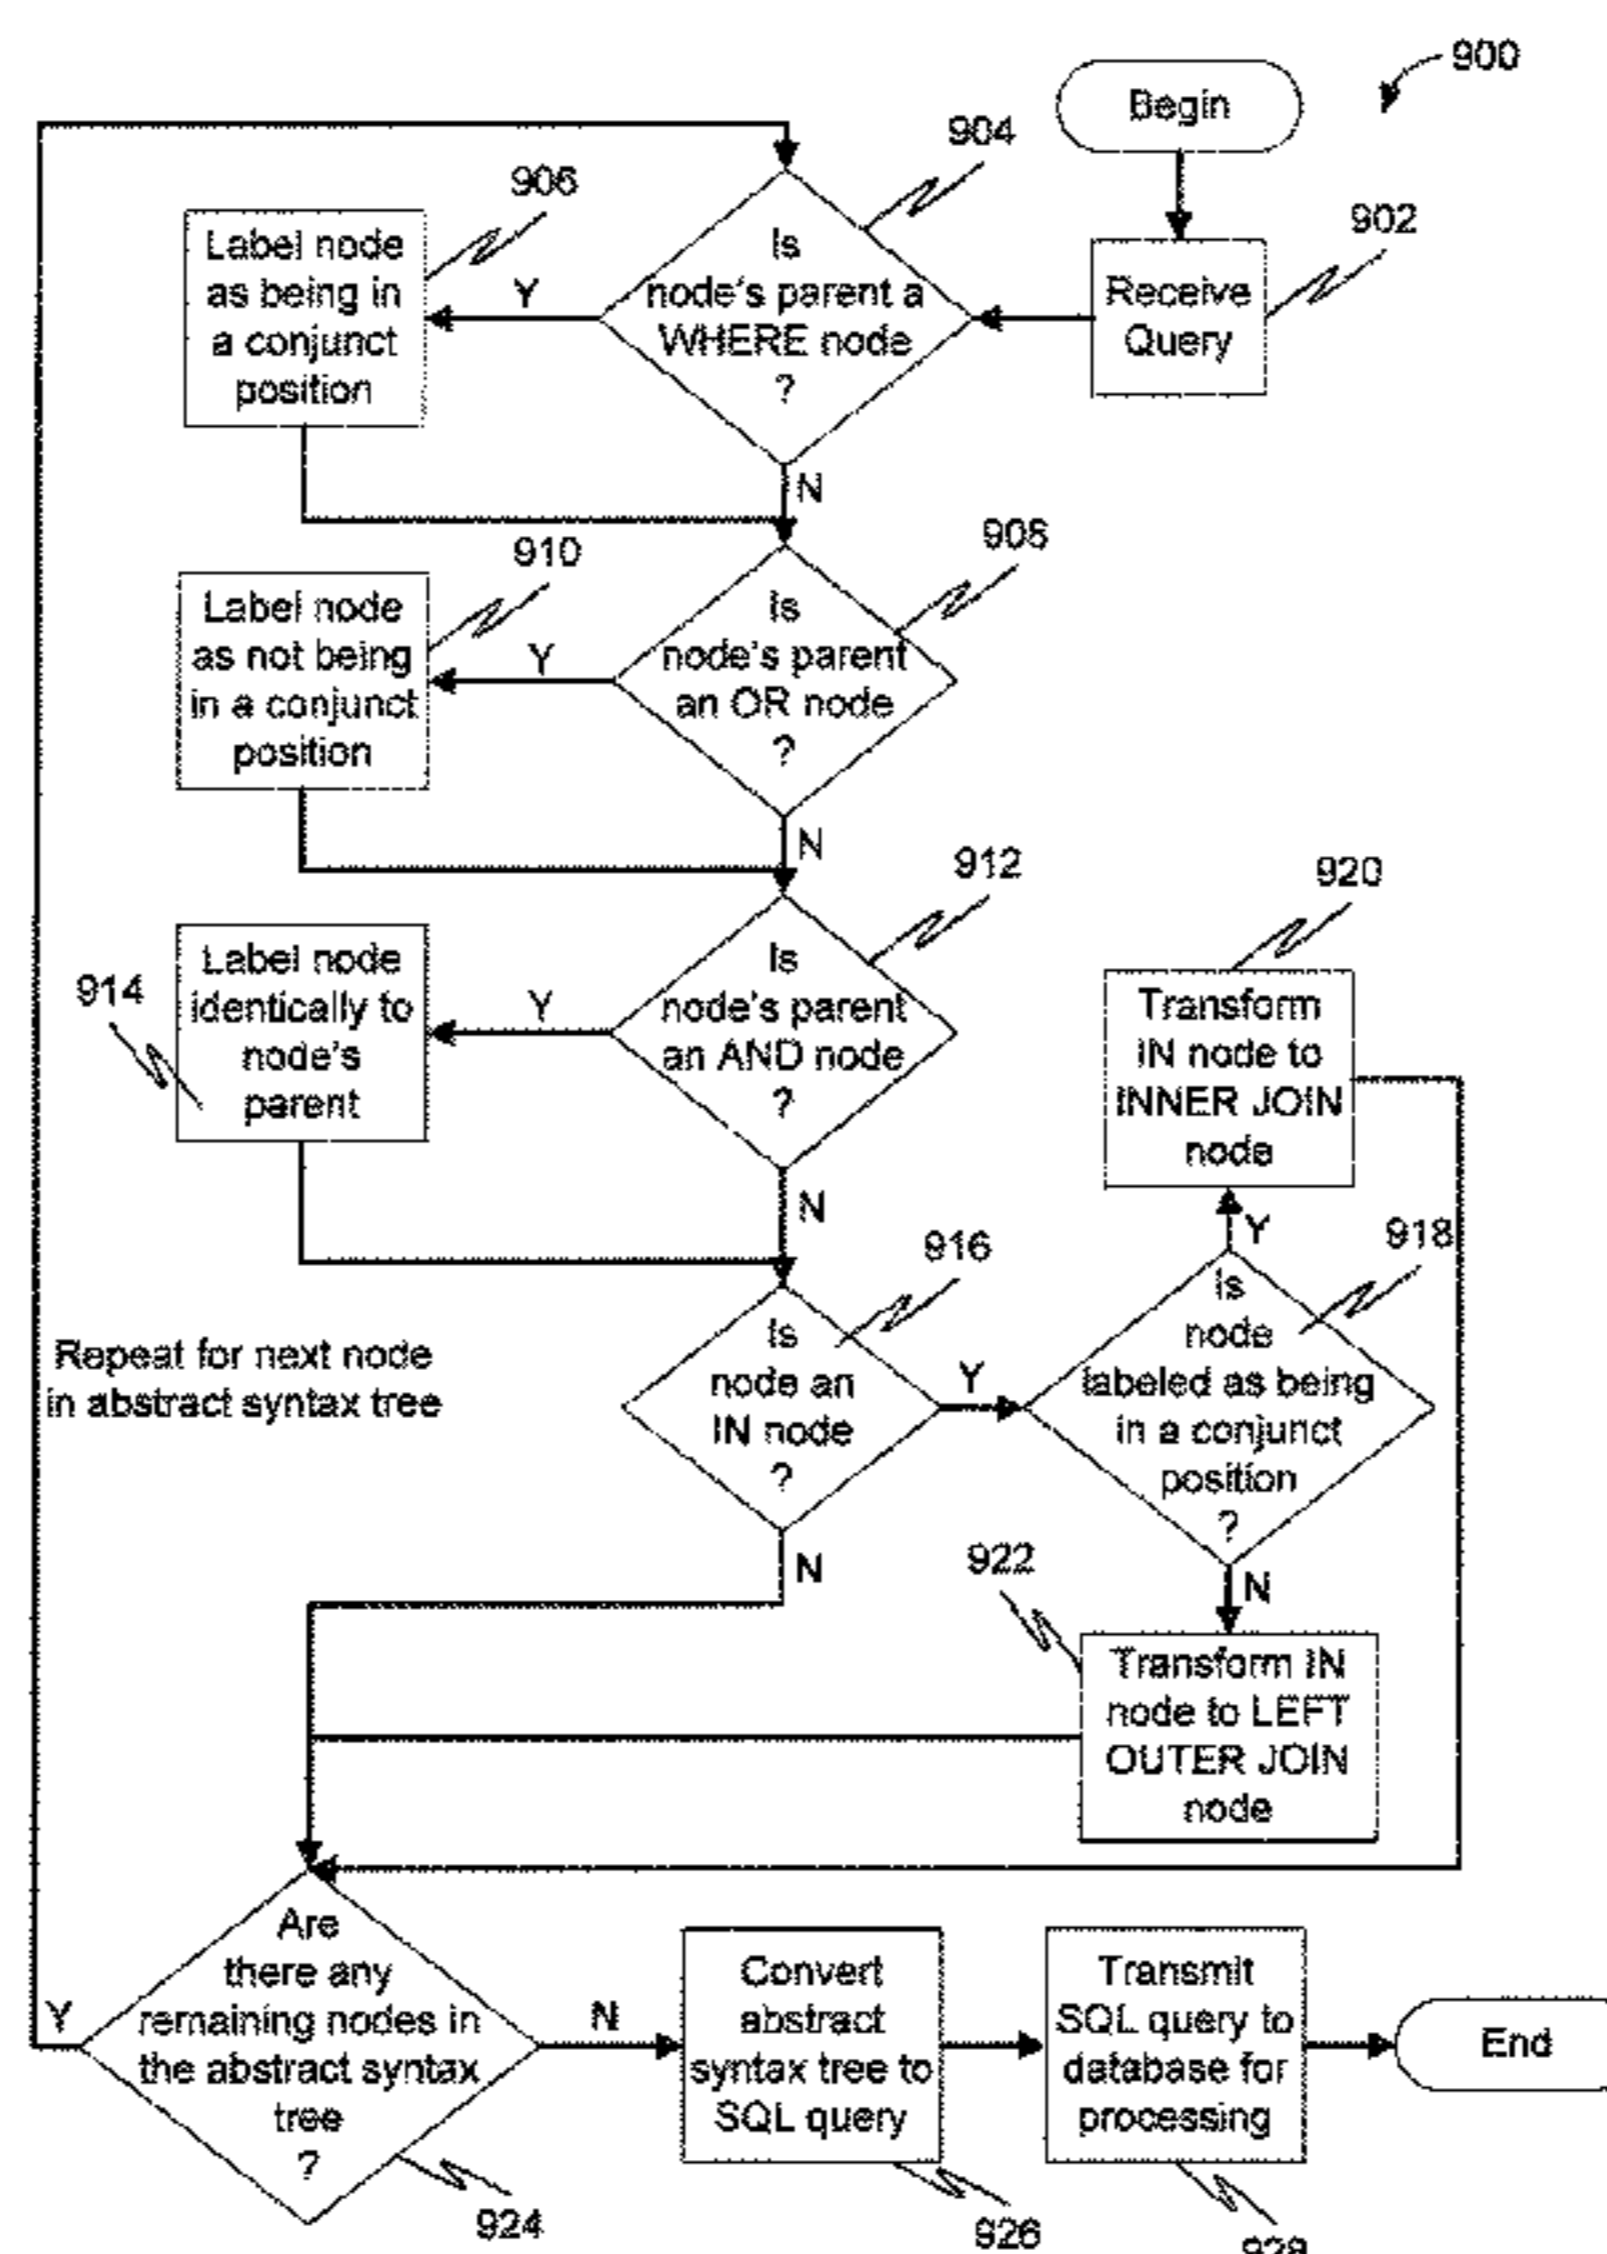 900
Begin
904
906
902
Label node
as being in
a conjunct
position
Y
Is
node's parent a
WHERE node
?
Receive
Query
N
908
910
Label node
as not being
in a conjunct
position
Y
Is
node's parent
an OR node
?
N
912
920
914
Label node
identically to
node's
parent
Y
Is
node's parent
an AND node
?
Transform
IN node to
INNER JOIN
node
N
916
Y
918
Repeat for next node
in abstract syntax tree
Is
node an
IN node
?
Y
Is
node
labeled as being
in a conjunct
position
?
N
922
N
Transform IN
node to LEFT
OUTER JOIN
node
Are
there any
remaining nodes in
the abstract syntax
tree
?
Y
N
Convert
abstract
syntax tree to
SQL query
Transmit
SQL query to
database for
processing
End
924
926
928